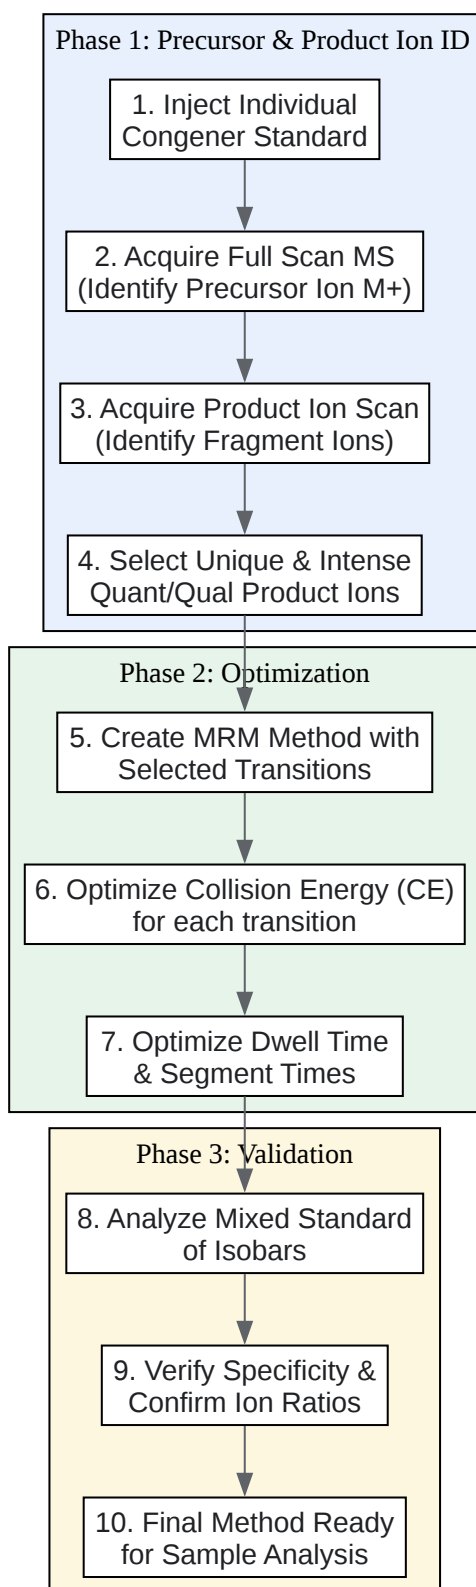 Phase 1: Precursor & Product Ion ID
1. Inject Individual
Congener Standard
2. Acquire Full Scan MS
(Identify Precursor Ion M+)
3. Acquire Product Ion Scan
(Identify Fragment Ions)
4. Select Unique & Intense
Quant/Qual Product Ions
Phase 2: Optimization
5. Create MRM Method with
Selected Transitions
6. Optimize Collision Energy (CE)
for each transition
7. Optimize Dwell Time
& Segment Times
Phase 3: Validation
8. Analyze Mixed Standard
of Isobars
9. Verify Specificity &
Confirm Ion Ratios
10. Final Method Ready
for Sample Analysis